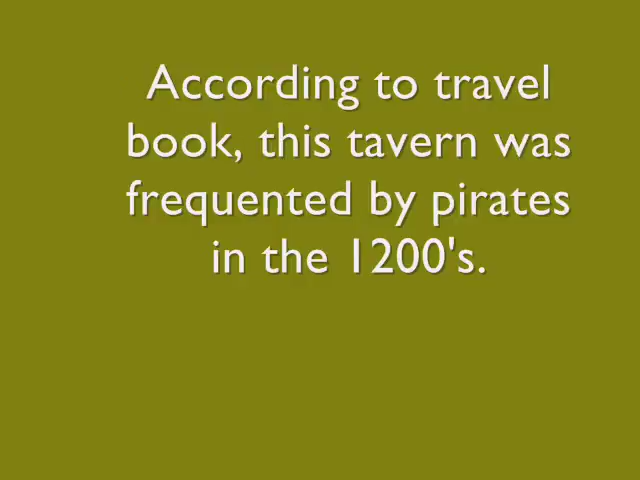 According to travel
book, this tavern was
frequented by pirates
in the 1200's.